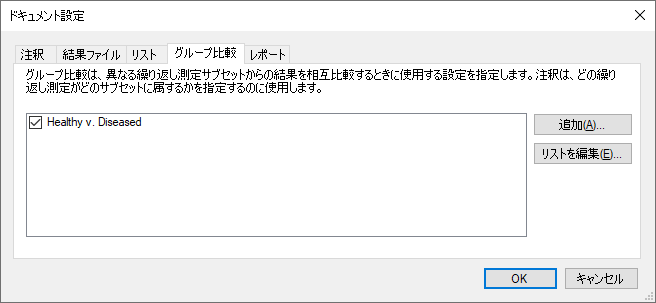 ドキュメント設定
注釈 結果ファイル リスト グループ比較 レポート
グループ比較は、異なる繰り返し測定サブセットからの結果を相互比較するときに使用する設定を指定します。注釈は、どの繰り
返し測定がどのサブセットに属するかを指定するのに使用します。
Healthy v. Diseased
追加(A)...
リストを編集(E)...
OK キャンセル